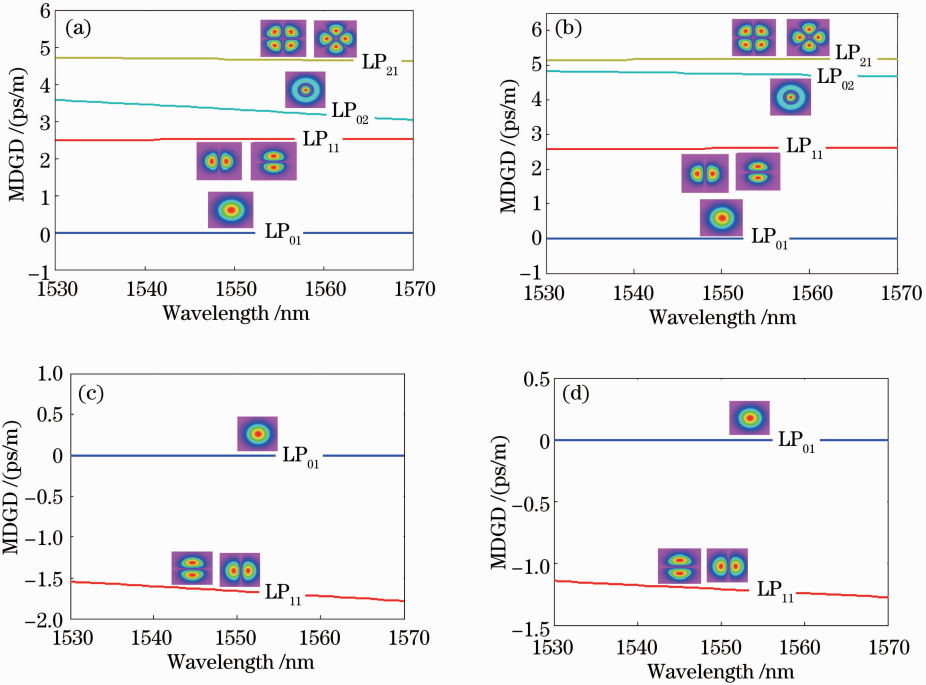 (a)
6
5
4
3
2
1
0
−1
MDGD /(ps/m)
LP21
LP02
LP11
LP01
1530 1540 1550 1560 1570
Wavelength /nm
(b)
6
5
4
3
2
1
0
−1
MDGD /(ps/m)
LP21
LP02
LP11
LP01
1530 1540 1550 1560 1570
Wavelength /nm
(c)
1.0
0.5
0
−0.5
−1.0
−1.5
−2.0
MDGD /(ps/m)
LP01
LP11
1530 1540 1550 1560 1570
Wavelength /nm
(d)
0.5
0
−0.5
−1.0
−1.5
MDGD /(ps/m)
LP01
LP11
1530 1540 1550 1560 1570
Wavelength /nm